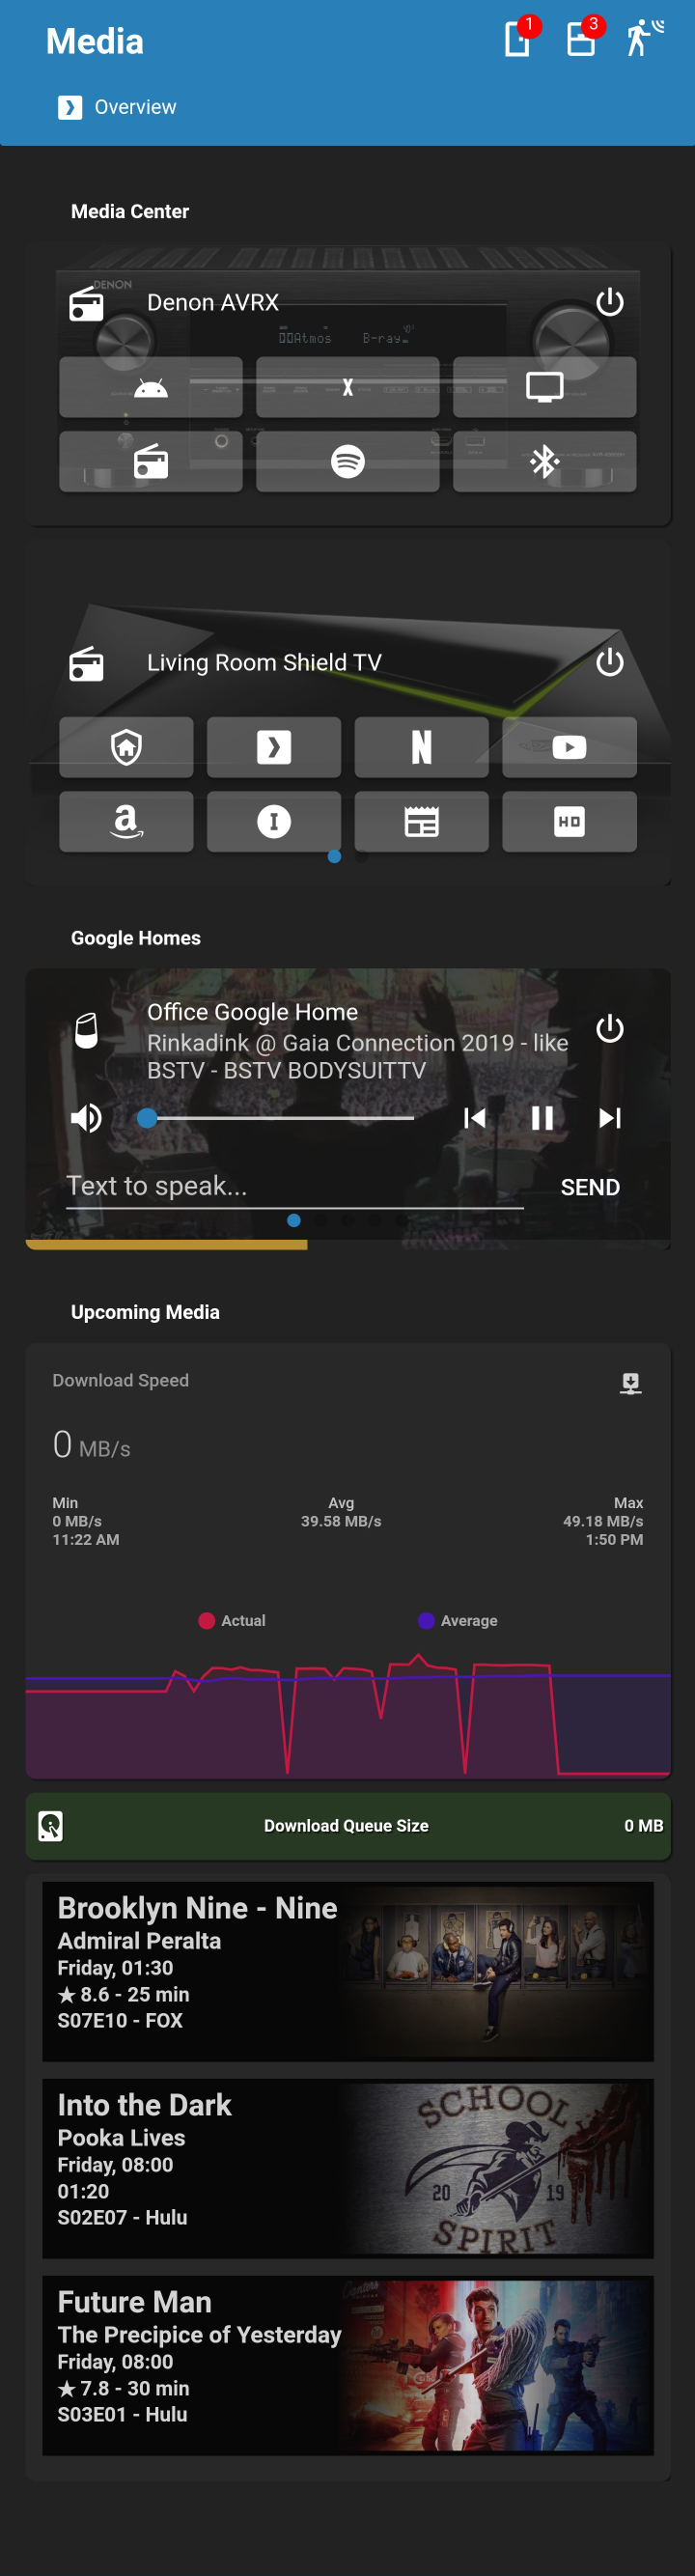 Media
1
3
Overview
Media Center
DENON
Denon AVRX
Atmos B-ray
X
Living Room Shield TV
N
a
I
HD
Google Homes
Office Google Home
Rinkadink @ Gaia Connection 2019 - like
BSTV - BSTV BODYSUITTV
Text to speak...
SEND
Upcoming Media
Download Speed
0 MB/s
Min Avg Max
0 MB/s 39.58 MB/s 49.18 MB/s
11:22 AM 1:50 PM
Actual Average
Download Queue Size 0 MB
Brooklyn Nine - Nine
Admiral Peralta
Friday, 01:30
★ 8.6 - 25 min
S07E10 - FOX
Into the Dark
Pooka Lives
Friday, 08:00
01:20
S02E07 - Hulu
SCHOOL
20 19
SPIRIT
Future Man
The Precipice of Yesterday
Friday, 08:00
★ 7.8 - 30 min
S03E01 - Hulu
Canters